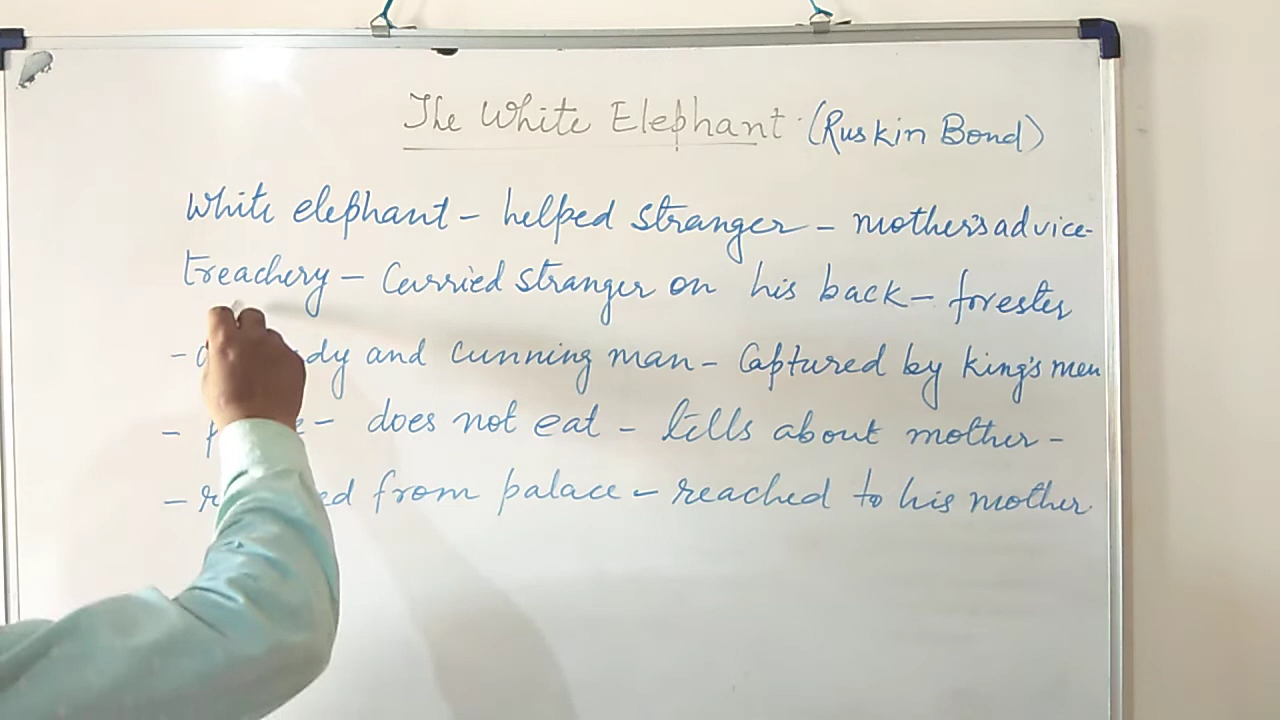 The White Elephant (Ruskin Bond)
White elephant - helped stranger - mother's advice-
treachery - Carried stranger on his back - forester
- and cunning man - Captured by King's men
- does not eat - tells about mother -
- from palace - reached to his mother.